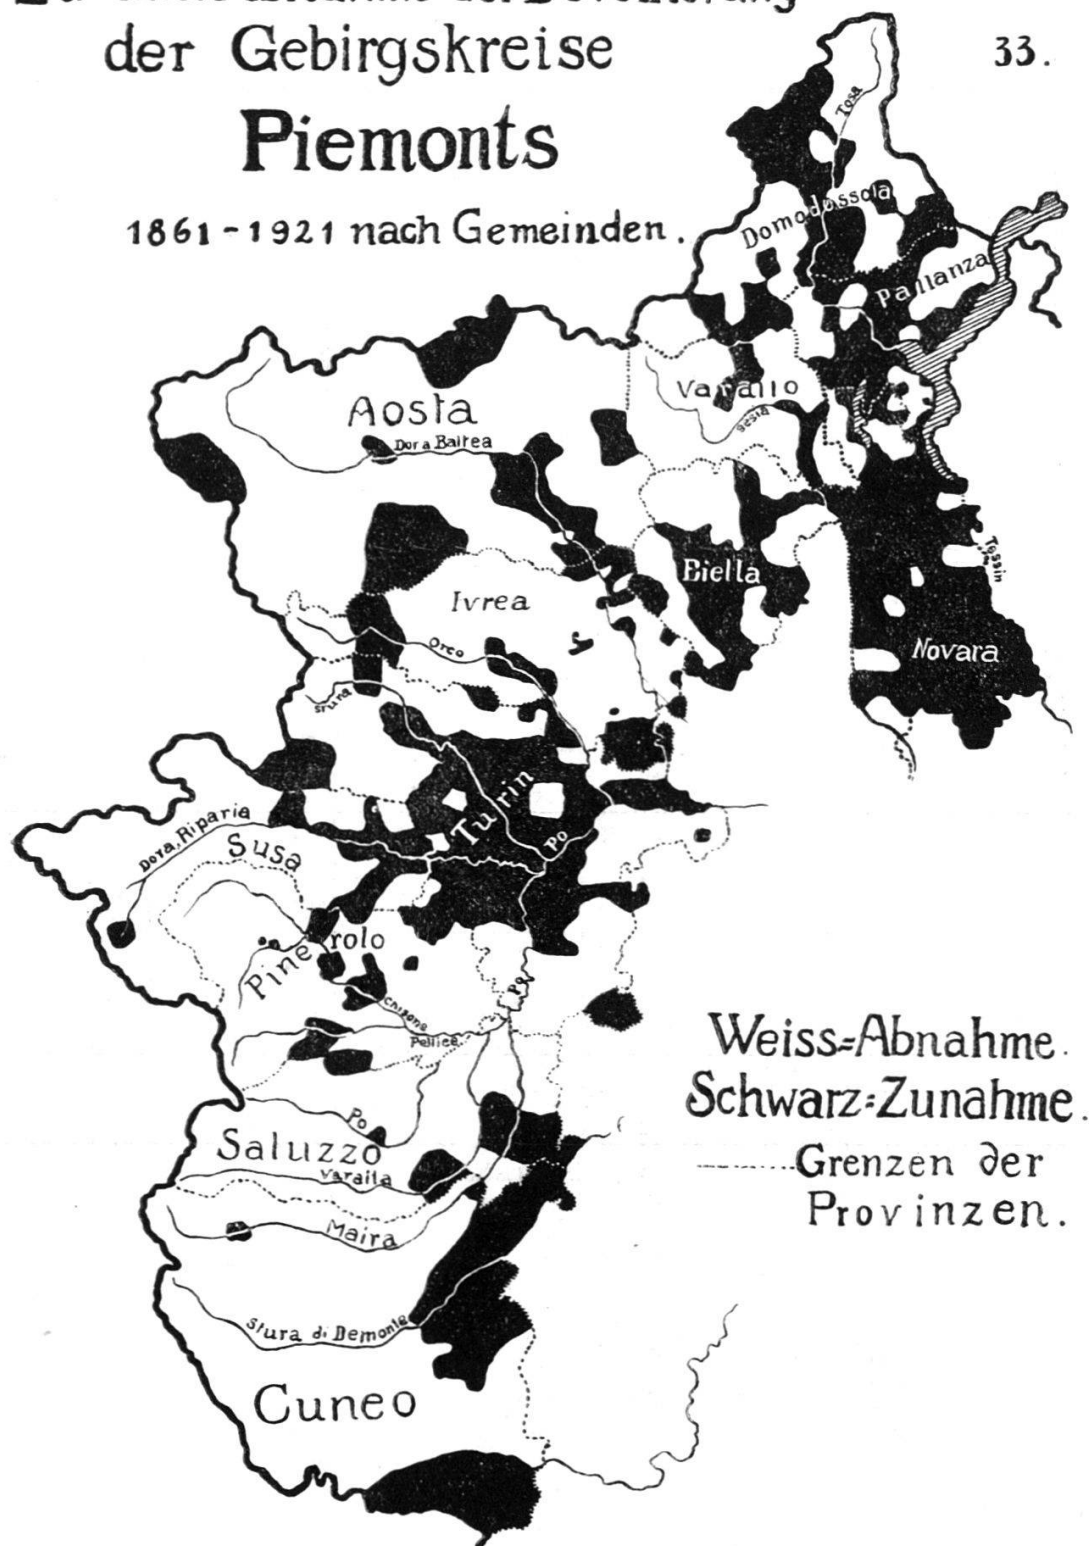 der Gebirgskreise
33.
Piemonts
1861-1921 nach Gemeinden.
Tosa
Domodossola
Pallanza
Varallo
Sesia
Aosta
Dora Baltea
Tessin
Biella
Ivrea
Novara
Orco
Stura
Turin
Dora Riparia
Susa
Po
Pinerolo
Po
Chisone
Pellice
Weiss=Abnahme.
Schwarz=Zunahme.
Grenzen der
Provinzen.
Po
Saluzzo
Varaita
Maira
Stura di Demonte
Cuneo